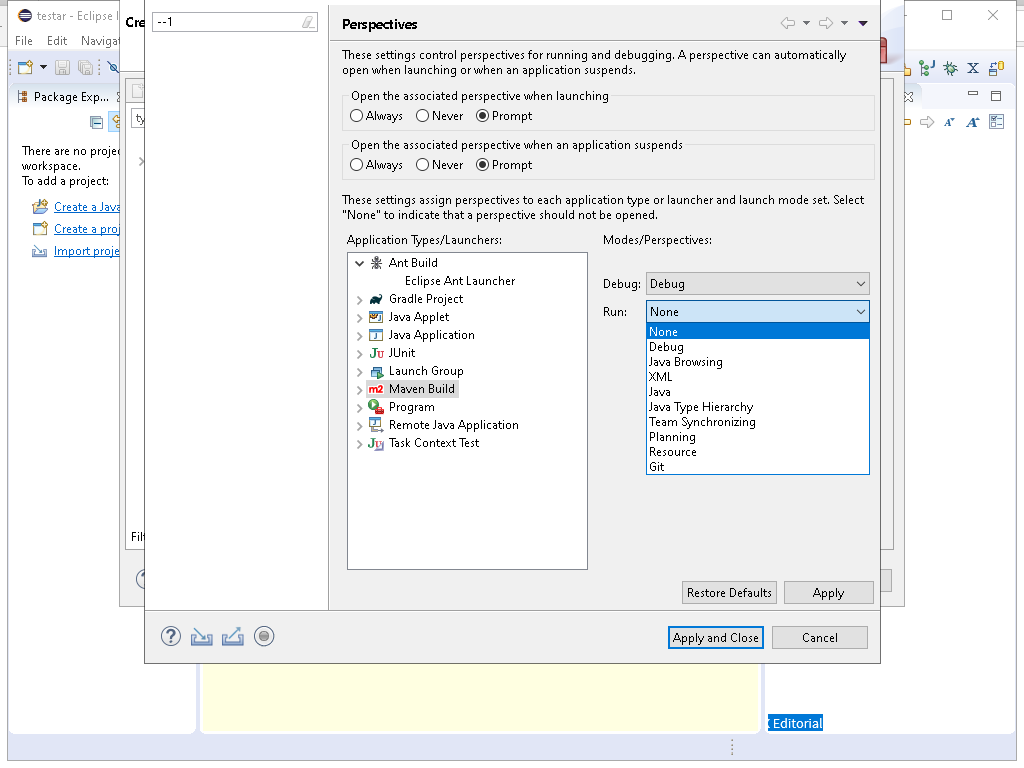 testar - Eclipse I
Cre
File Edit Navigat
Package Exp...
There are no projec
workspace.
To add a project:
Create a Java
Create a proj
Import proje
ty
Filt
--1
Perspectives
These settings control perspectives for running and debugging. A perspective can automatically
open when launching or when an application suspends.
Open the associated perspective when launching
Always Never Prompt
Open the associated perspective when an application suspends
Always Never Prompt
These settings assign perspectives to each application type or launcher and launch mode set. Select
"None" to indicate that a perspective should not be opened.
Application Types/Launchers:
Ant Build
Eclipse Ant Launcher
Gradle Project
Java Applet
Java Application
JUnit
Launch Group
Maven Build
Program
Remote Java Application
Task Context Test
Modes/Perspectives:
Debug: Debug
Run: None
None
Debug
Java Browsing
XML
Java
Java Type Hierarchy
Team Synchronizing
Planning
Resource
Git
Restore Defaults Apply
Apply and Close Cancel
Editorial